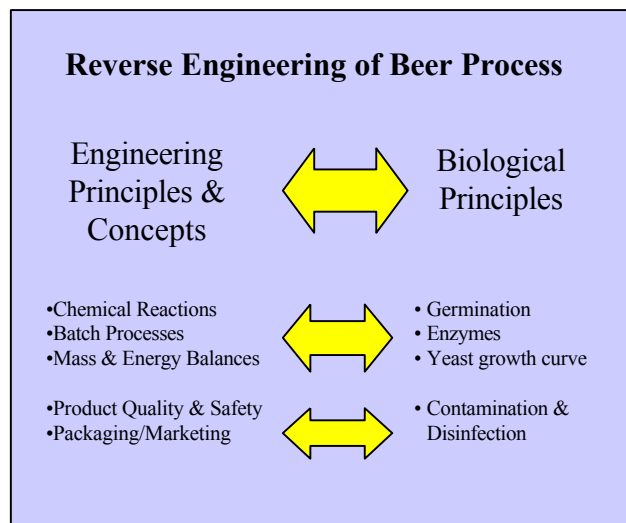 Reverse Engineering of Beer Process
Engineering
Principles &
Concepts
Biological
Principles
•Chemical Reactions
•Batch Processes
•Mass & Energy Balances
• Germination
• Enzymes
• Yeast growth curve
•Product Quality & Safety
•Packaging/Marketing
• Contamination &
Disinfection